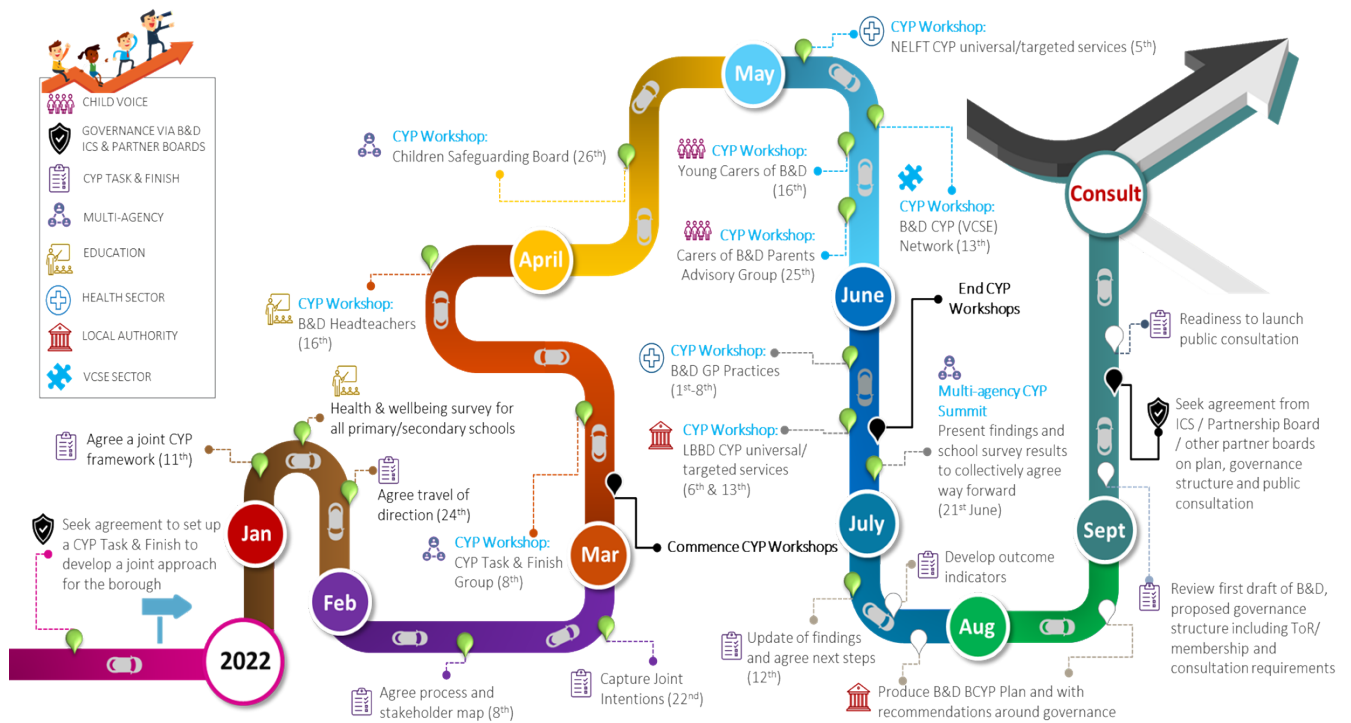 CHILD VOICE
GOVERNANCE VIA B&D
ICS & PARTNER BOARDS
CYP TASK & FINISH
MULTI-AGENCY
EDUCATION
HEALTH SECTOR
LOCAL AUTHORITY
VCSE SECTOR
Seek agreement to set up
a CYP Task & Finish to
develop a joint approach
for the borough
2022
Jan
Agree a joint CYP
framework (11th)
Health & wellbeing survey for
all primary/secondary schools
Agree travel of
direction (24th)
Feb
Agree process and
stakeholder map (8th)
Capture Joint
Intentions (22nd)
Mar
Commence CYP Workshops
CYP Workshop:
CYP Task & Finish
Group (8th)
CYP Workshop:
B&D Headteachers
(16th)
April
CYP Workshop:
Children Safeguarding Board (26th)
May
CYP Workshop:
NELFT CYP universal/targeted services (5th)
CYP Workshop:
B&D CYP (VCSE)
Network (13th)
CYP Workshop:
Young Carers of B&D
(16th)
CYP Workshop:
Carers of B&D Parents
Advisory Group (25th)
June
End CYP
Workshops
CYP Workshop:
B&D GP Practices
(1st-8th)
CYP Workshop:
LBBD CYP universal/
targeted services
(6th & 13th)
Multi-agency CYP
Summit
Present findings and
school survey results
to collectively agree
way forward
(21st June)
July
Update of findings
and agree next steps
(12th)
Develop outcome
indicators
Produce B&D BCYP Plan and with
recommendations around governance
Aug
Sept
Review first draft of B&D,
proposed governance
structure including ToR/
membership and
consultation requirements
Seek agreement from
ICS / Partnership Board
/ other partner boards
on plan, governance
structure and public
consultation
Readiness to launch
public consultation
Consult